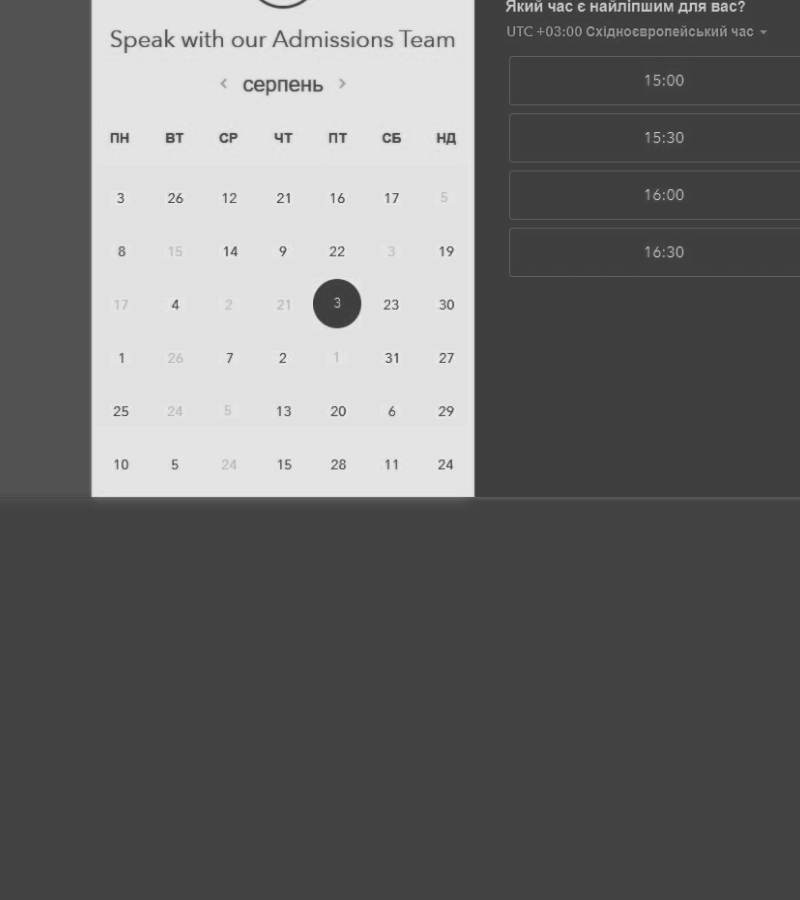 Speak with our Admissions Team
серпень
ПН ВТ СР ЧТ ПТ СБ НД
3 26 12 21 16 17 5
8 15 14 9 22 3 19
17 4 2 21 3 23 30
1 26 7 2 1 31 27
25 24 5 13 20 6 29
10 5 24 15 28 11 24
Який час є найліпшим для вас?
UTC +03:00 Східноєвропейський час
15:00
15:30
16:00
16:30